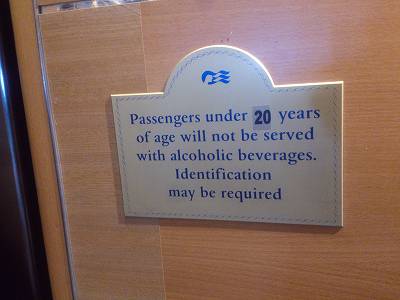 Passengers under 20 years
of age will not be served
with alcoholic beverages.
Identification
may be required